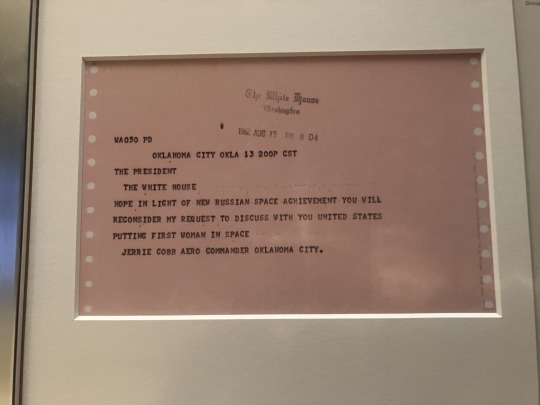 The White House
Washington
1962 AUG 13 PM 8 04
WA050 PD
OKLAHOMA CITY OKLA 13 200P CST
THE PRESIDENT
THE WHITE HOUSE
HOPE IN LIGHT OF NEW RUSSIAN SPACE ACHIEVEMENT YOU WILL
RECONSIDER MY REQUEST TO DISCUSS WITH YOU UNITED STATES
PUTTING FIRST WOMAN IN SPACE
JERRIE COBB AERO COMMANDER OKLAHOMA CITY.